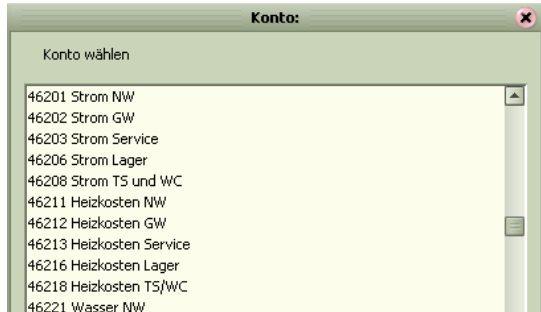 Konto:
Konto wählen
46201 Strom NW
46202 Strom GW
46203 Strom Service
46206 Strom Lager
46208 Strom TS und WC
46211 Heizkosten NW
46212 Heizkosten GW
46213 Heizkosten Service
46216 Heizkosten Lager
46218 Heizkosten TS/WC
46221 Wasser NW